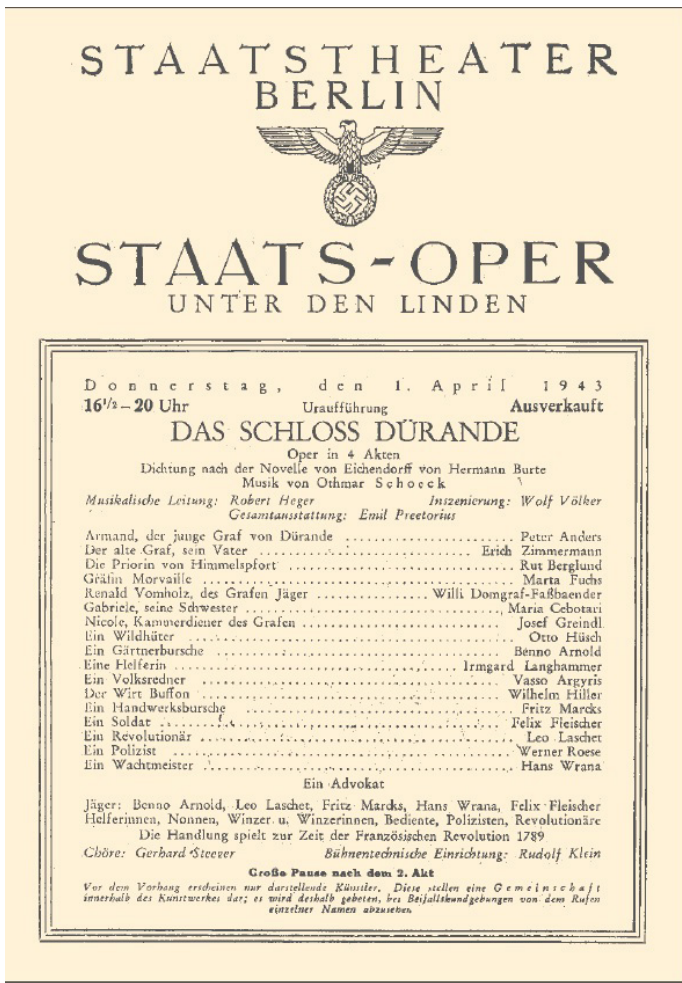 STAATSTHEATER
BERLIN
STAATS-OPER
UNTER DEN LINDEN
Donnerstag, den 1. April 1943
16 1/2 – 20 Uhr Uraufführung Ausverkauft
DAS SCHLOSS DÜRANDE
Oper in 4 Akten
Dichtung nach der Novelle von Eichendorff von Hermann Burte
Musik von Othmar Schoeck
Musikalische Leitung: Robert Heger Inszenierung: Wolf Völker
Gesamtausstattung: Emil Preetorius
Armand, der junge Graf von Dürande ........ Peter Anders
Der alte Graf, sein Vater ........ Erich Zimmermann
Die Priorin von Himmelspfort ........ Rut Berglund
Gräfin Morvaille ........ Marta Fuchs
Renald Vomholz, des Grafen Jäger ........ Willi Domgraf-Faßbaender
Gabriele, seine Schwester ........ Maria Cebotari
Nicole, Kammerdiener des Grafen ........ Josef Greindl
Ein Wildhüter ........ Otto Hüsch
Ein Gärtnerbursche ........ Benno Arnold
Eine Helferin ........ Irmgard Langhammer
Ein Volksredner ........ Vasso Argyris
Der Wirt Buffon ........ Wilhelm Hiller
Ein Handwerksbursche ........ Fritz Marcks
Ein Soldat ........ Felix Fleischer
Ein Revolutionär ........ Leo Laschet
Ein Polizist ........ Werner Roese
Ein Wachtmeister ........ Hans Wrana
Ein Advokat
Jäger: Benno Arnold, Leo Laschet, Fritz Marcks, Hans Wrana, Felix Fleischer
Helferinnen, Nonnen, Winzer u. Winzerinnen, Bediente, Polizisten, Revolutionäre
Die Handlung spielt zur Zeit der Französischen Revolution 1789
Chöre: Gerhard Steeger Bühnentechnische Einrichtung: Rudolf Klein
Große Pause nach dem 2. Akt
Vor dem Vorhang erscheinen nur darstellende Künstler. Diese stellen eine Gemeinschaft
innerhalb des Kunstwerkes dar; es wird deshalb gebeten, bei Beifallskundgebungen von dem Rufen
einzelner Namen abzusehen